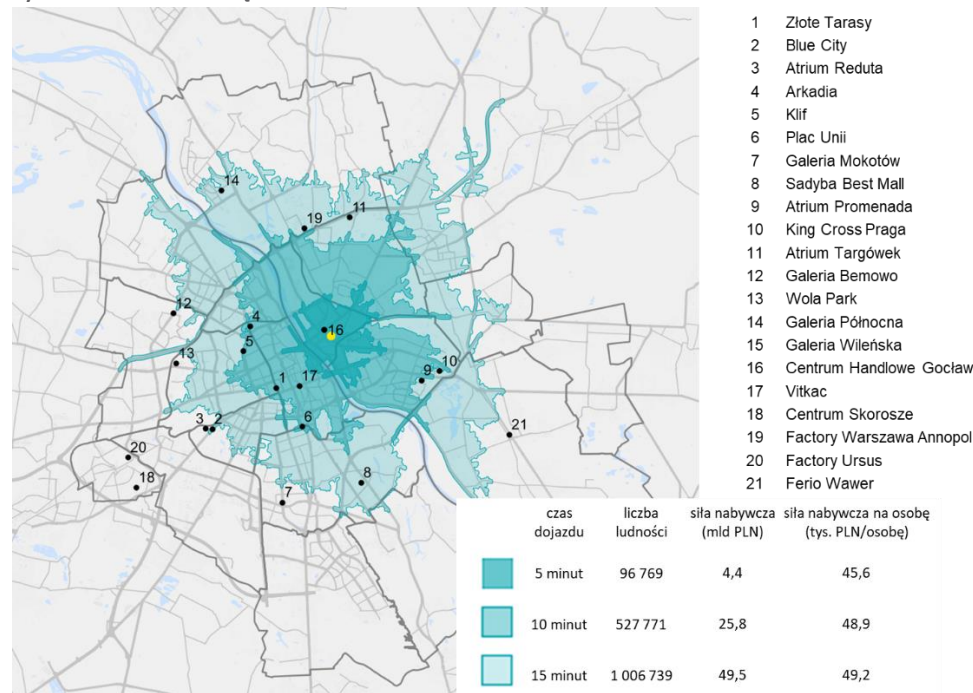 1 Złote Tarasy
2 Blue City
3 Atrium Reduta
4 Arkadia
5 Klif
6 Plac Unii
7 Galeria Mokotów
8 Sadyba Best Mall
9 Atrium Promenada
10 King Cross Praga
11 Atrium Targówek
12 Galeria Bemowo
13 Wola Park
14 Galeria Północna
15 Galeria Wileńska
16 Centrum Handlowe Gocław
17 Vitkac
18 Centrum Skorosze
19 Factory Warszawa Annopol
20 Factory Ursus
21 Ferio Wawer
14
11
19
12
4
16
5
13
10
9
1
17
3 2
6
21
20
18
8
7
czas liczba siła nabywcza siła nabywcza na osobę
dojazdu ludności (mld PLN) (tys. PLN/osobę)
5 minut 96 769 4,4 45,6
10 minut 527 771 25,8 48,9
15 minut 1 006 739 49,5 49,2